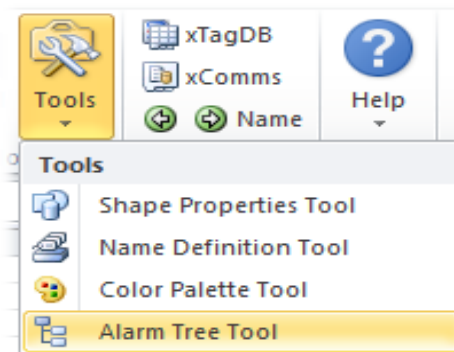 xTagDB
xComms
Name
Tools
Help
Tools
Shape Properties Tool
Name Definition Tool
Color Palette Tool
Alarm Tree Tool